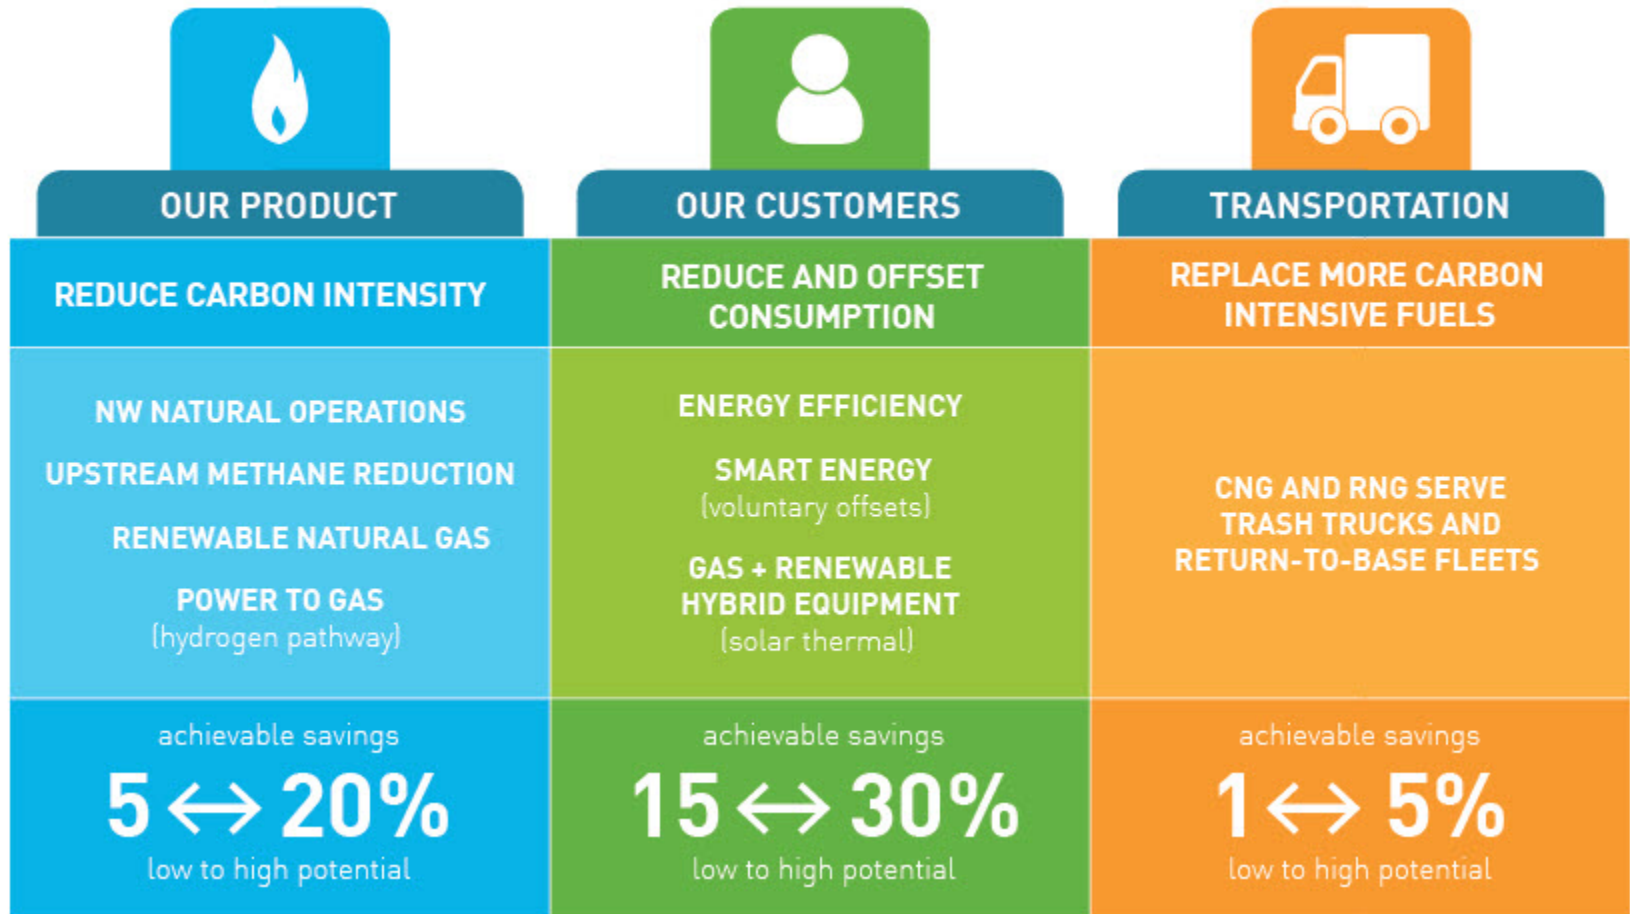 OUR PRODUCT
REDUCE CARBON INTENSITY
NW NATURAL OPERATIONS
UPSTREAM METHANE REDUCTION
RENEWABLE NATURAL GAS
POWER TO GAS
(hydrogen pathway)
achievable savings
5 ↔ 20%
low to high potential
OUR CUSTOMERS
REDUCE AND OFFSET
CONSUMPTION
ENERGY EFFICIENCY
SMART ENERGY
(voluntary offsets)
GAS + RENEWABLE
HYBRID EQUIPMENT
(solar thermal)
achievable savings
15 ↔ 30%
low to high potential
TRANSPORTATION
REPLACE MORE CARBON
INTENSIVE FUELS
CNG AND RNG SERVE
TRASH TRUCKS AND
RETURN-TO-BASE FLEETS
achievable savings
1 ↔ 5%
low to high potential